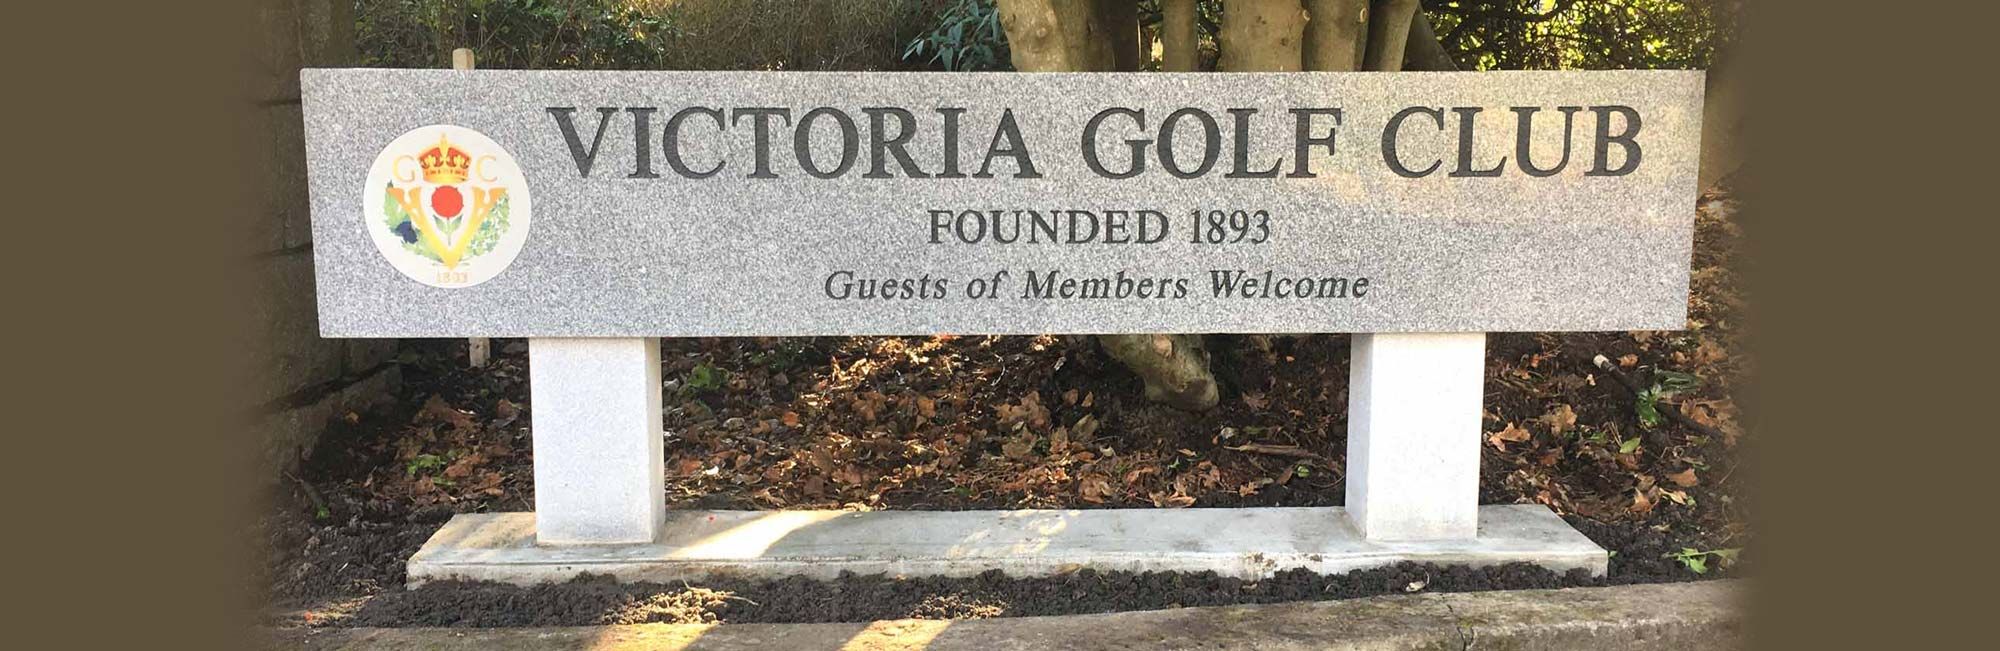 G C
1893
VICTORIA GOLF CLUB
FOUNDED 1893
Guests of Members Welcome